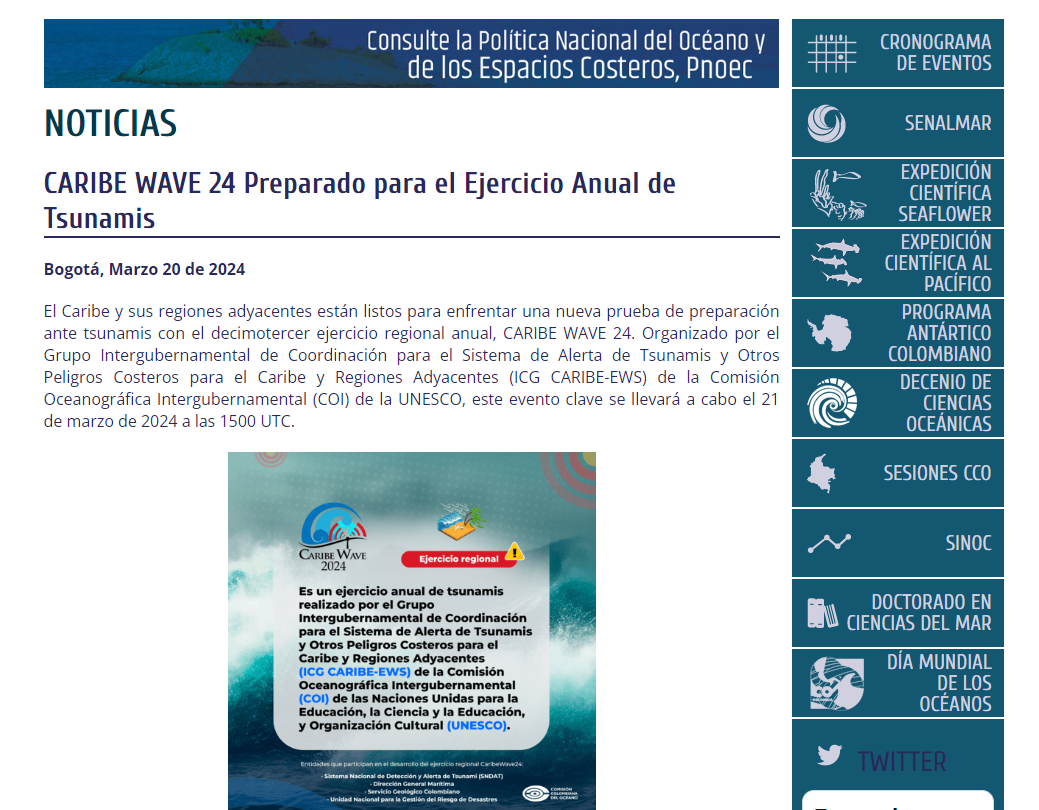 Consulte la Política Nacional del Océano y
de los Espacios Costeros, Pnoec
NOTICIAS
CARIBE WAVE 24 Preparado para el Ejercicio Anual de
Tsunamis
Bogotá, Marzo 20 de 2024
El Caribe y sus regiones adyacentes están listos para enfrentar una nueva prueba de preparación
ante tsunamis con el decimotercer ejercicio regional anual, CARIBE WAVE 24. Organizado por el
Grupo Intergubernamental de Coordinación para el Sistema de Alerta de Tsunamis y Otros
Peligros Costeros para el Caribe y Regiones Adyacentes (ICG CARIBE-EWS) de la Comisión
Oceanográfica Intergubernamental (COI) de la UNESCO, este evento clave se llevará a cabo el 21
de marzo de 2024 a las 1500 UTC.
CARIBE WAVE
2024
Ejercicio regional
Es un ejercicio anual de tsunamis
realizado por el Grupo
Intergubernamental de Coordinación
para el Sistema de Alerta de Tsunamis
y Otros Peligros Costeros para el
Caribe y Regiones Adyacentes
(ICG CARIBE-EWS) de la Comisión
Oceanográfica Intergubernamental
(COI) de las Naciones Unidas para la
Educación, la Ciencia y la Educación,
y Organización Cultural (UNESCO).
Entidades que participan en el desarrollo del ejercicio regional CaribeWave24:
· Sistema Nacional de Detección y Alerta de Tsunami (SNDAT)
· Dirección General Marítima
· Servicio Geológico Colombiano
· Unidad Nacional para la Gestión del Riesgo de Desastres
COMISIÓN
COLOMBIANA
DEL OCÉANO
CRONOGRAMA
DE EVENTOS
SENALMAR
EXPEDICIÓN
CIENTÍFICA
SEAFLOWER
EXPEDICIÓN
CIENTÍFICA AL
PACÍFICO
PROGRAMA
ANTÁRTICO
COLOMBIANO
DECENIO DE
CIENCIAS
OCEÁNICAS
SESIONES CCO
SINOC
DOCTORADO EN
CIENCIAS DEL MAR
DÍA MUNDIAL
DE LOS
OCÉANOS
TWITTER